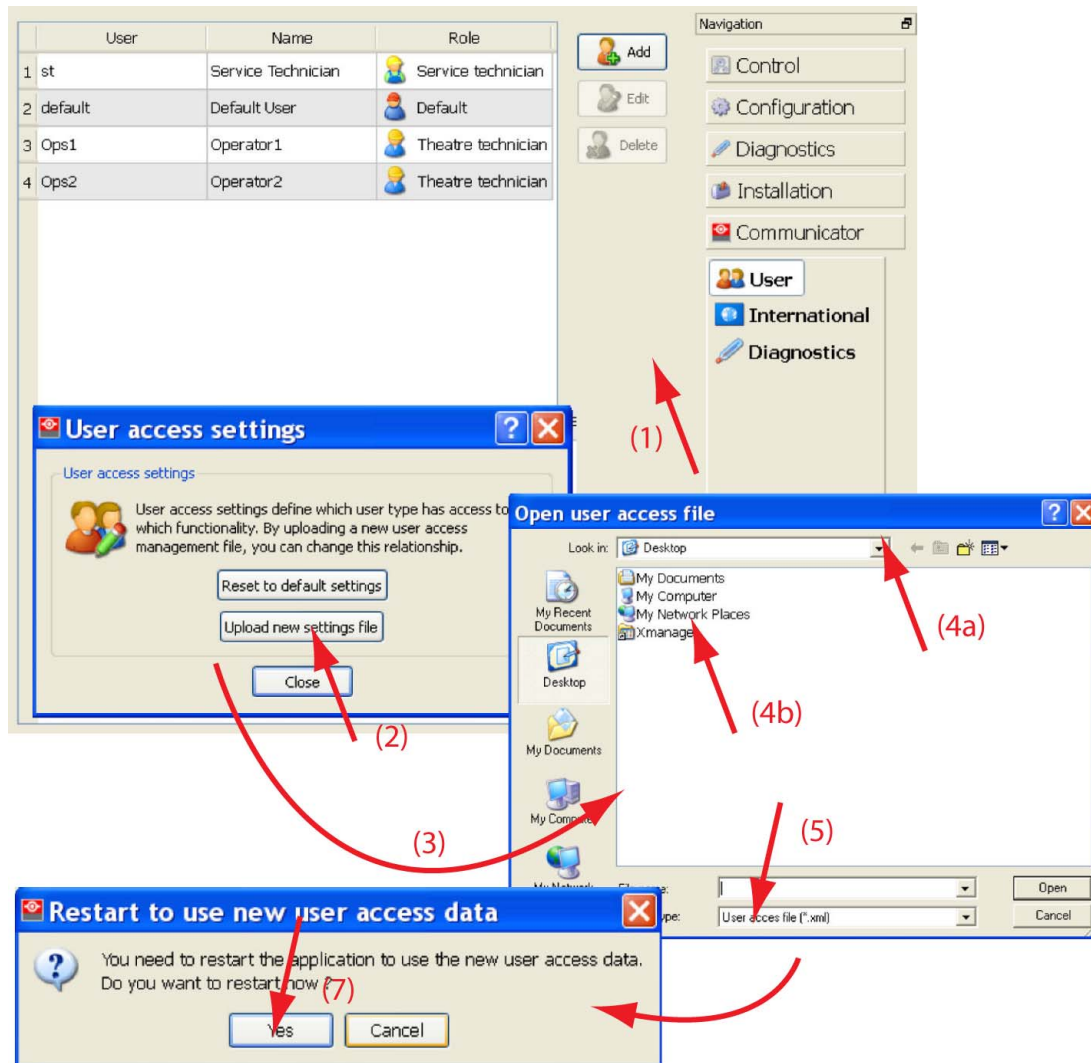 Navigation
User Name Role
1 st Service Technician Service technician
2 default Default User Default
3 Ops1 Operator1 Theatre technician
4 Ops2 Operator2 Theatre technician
Add
Edit
Delete
Control
Configuration
Diagnostics
Installation
Communicator
User
International
Diagnostics
(1)
User access settings
User access settings
User access settings define which user type has access to
which functionality. By uploading a new user access
management file, you can change this relationship.
Reset to default settings
Upload new settings file
Close
(2)
(3)
Open user access file
Look in: Desktop
My Recent
Documents
Desktop
My Documents
My Computer
My Network
My Documents
My Computer
My Network Places
Xmanage
(4a)
(4b)
(5)
Open
User acces file (*.xml)
Cancel
Restart to use new user access data
You need to restart the application to use the new user access data.
Do you want to restart now ?
(7)
Yes
Cancel